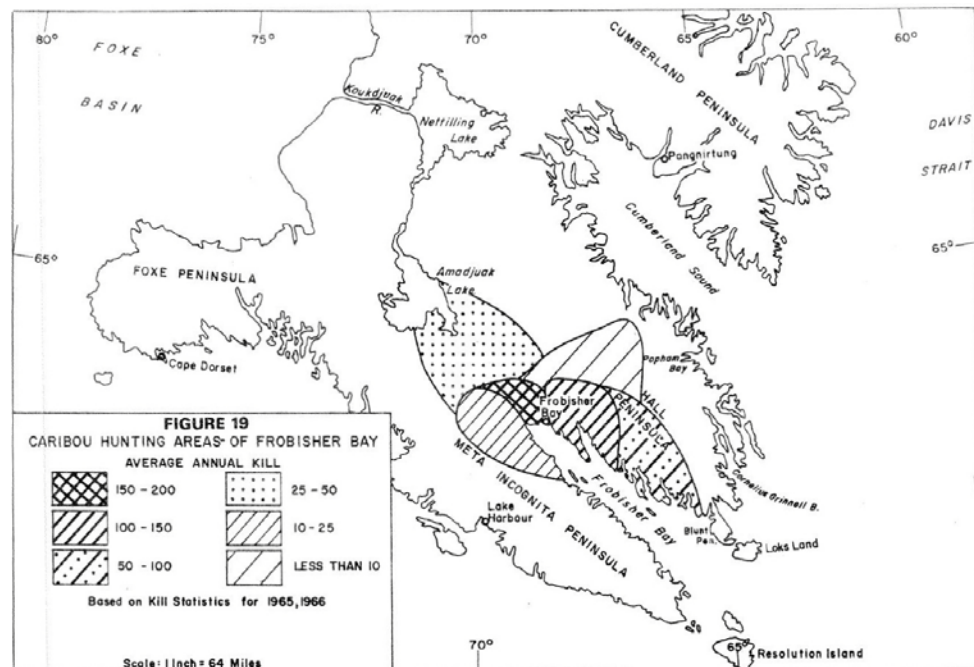 80°
75°
70°
65°
60°
FOXE
BASIN
Koukdjuak
R.
Nettilling
Lake
CUMBERLAND PENINSULA
Pangnirtung
DAVIS
STRAIT
Cumberland Sound
65°
65°
FOXE PENINSULA
Amadjuak
Lake
Cape Dorset
Popham
Bay
HALL
PENINSULA
Frobisher
Bay
META INCOGNITA PENINSULA
Frobisher Bay
Cornelius Grinnell B.
Lake
Harbour
Blunt
Pen.
Loks Land
70°
65°
Resolution Island
FIGURE 19
CARIBOU HUNTING AREAS OF FROBISHER BAY
AVERAGE ANNUAL KILL
150 - 200
25 - 50
100 - 150
10 - 25
50 - 100
LESS THAN 10
Based on Kill Statistics for 1965, 1966
Scale: 1 Inch = 64 Miles